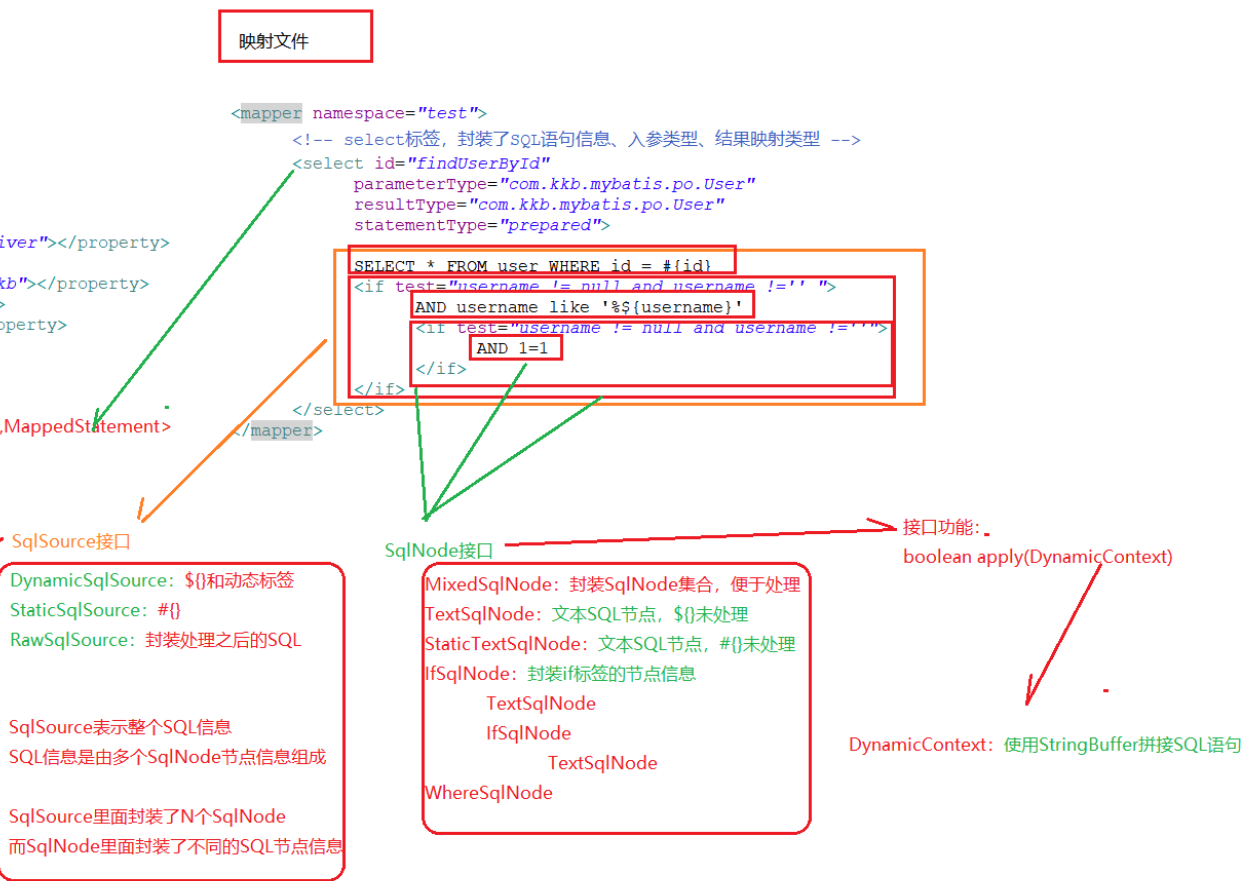 映射文件
<mapper namespace="test">
<!-- select标签，封装了SQL语句信息、入参类型、结果映射类型 -->
<select id="findUserById"
parameterType="com.kkb.mybatis.po.User"
resultType="com.kkb.mybatis.po.User"
statementType="prepared">
iver"></property>
SELECT * FROM user WHERE id = #{id}
kb"></property>
<if test="username != null and username !='' ">
>
AND username like '%${username}'
operty>
<if test="username != null and username !=''">
AND 1=1
</if>
</if>
</select>
,MappedStatement>
</mapper>
SqlSource接口
DynamicSqlSource：${}和动态标签
StaticSqlSource：#{}
RawSqlSource：封装处理之后的SQL
SqlSource表示整个SQL信息
SQL信息是由多个SqlNode节点信息组成
SqlSource里面封装了N个SqlNode
而SqlNode里面封装了不同的SQL节点信息
SqlNode接口
MixedSqlNode：封装SqlNode集合，便于处理
TextSqlNode：文本SQL节点，${}未处理
StaticTextSqlNode：文本SQL节点，#{}未处理
IfSqlNode：封装if标签的节点信息
TextSqlNode
IfSqlNode
TextSqlNode
WhereSqlNode
接口功能：
boolean apply(DynamicContext)
DynamicContext：使用StringBuffer拼接SQL语句